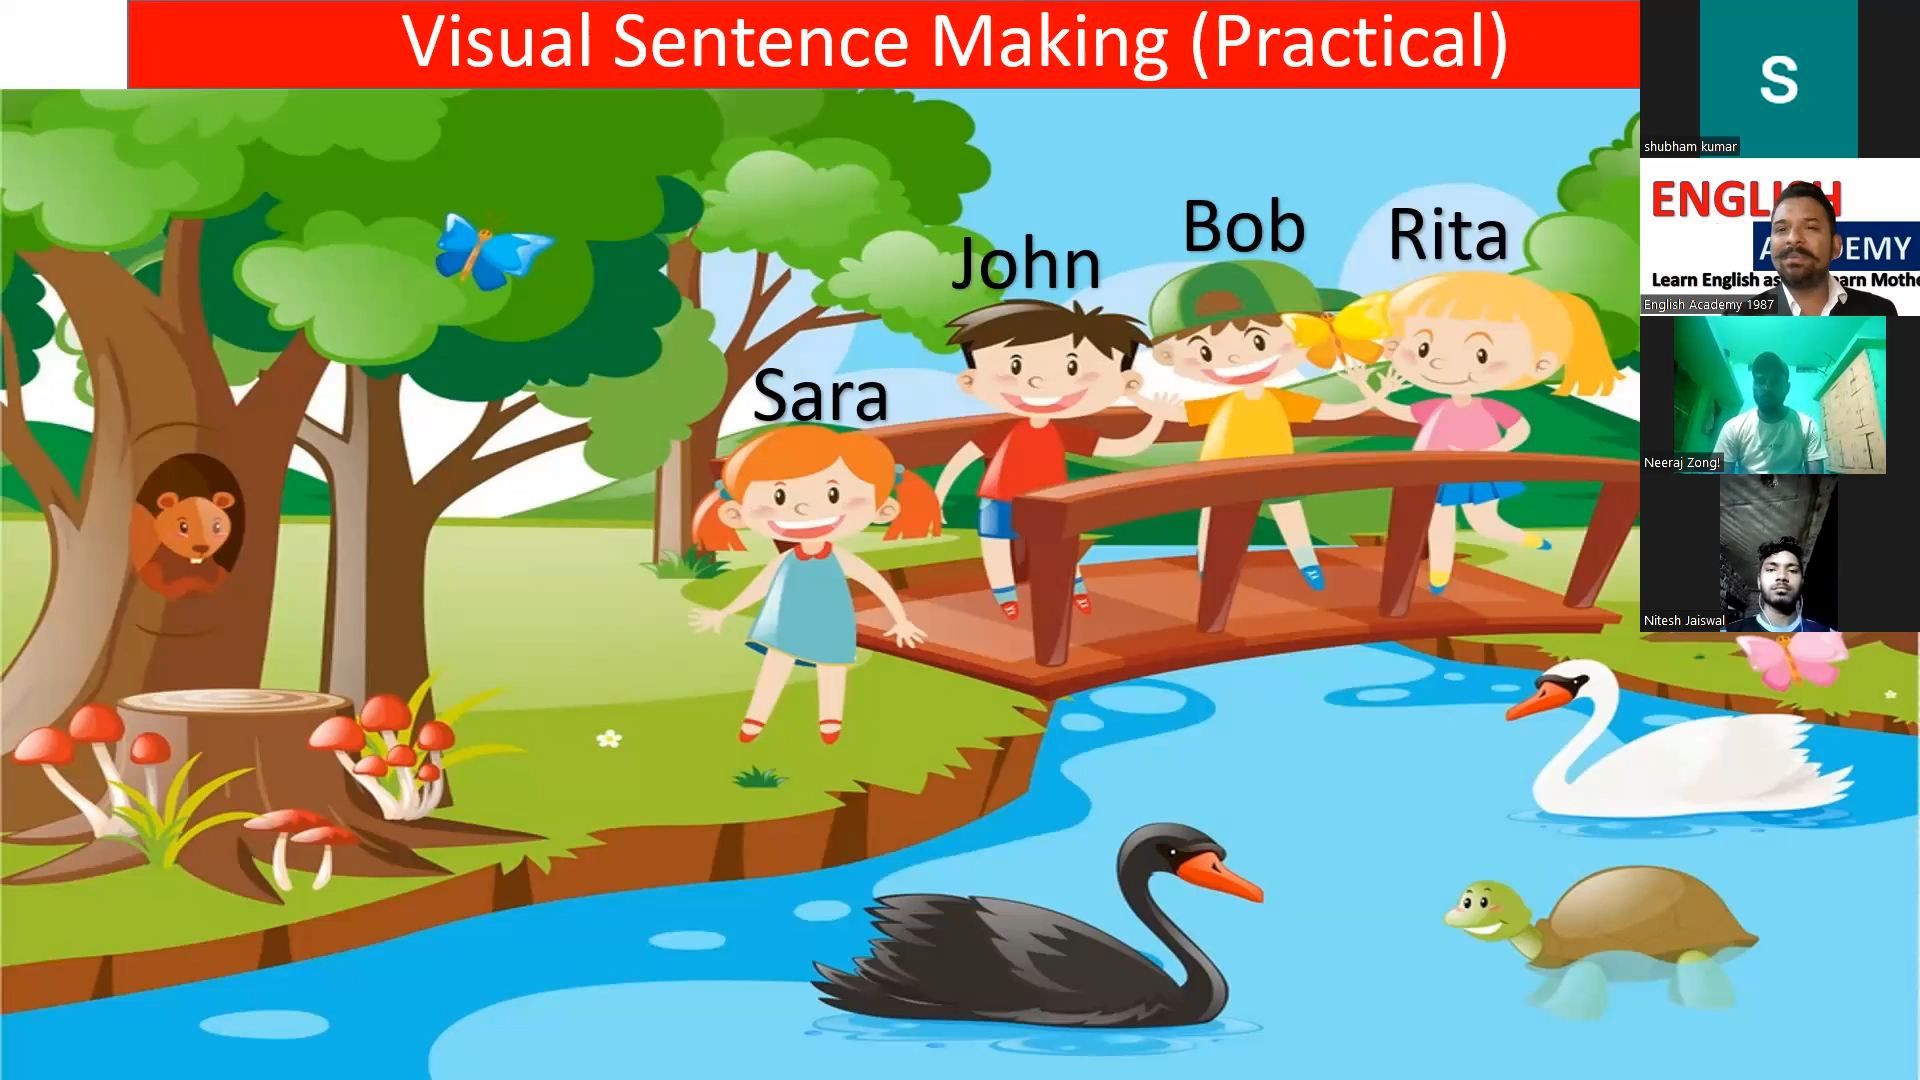 Visual Sentence Making (Practical)
Sara
John
Bob
Rita
S
shubham kumar
ENGL H
A DEMY
Learn English as arn Mothe
English Academy 1987
Neeraj Zong!
Nitesh Jaiswal